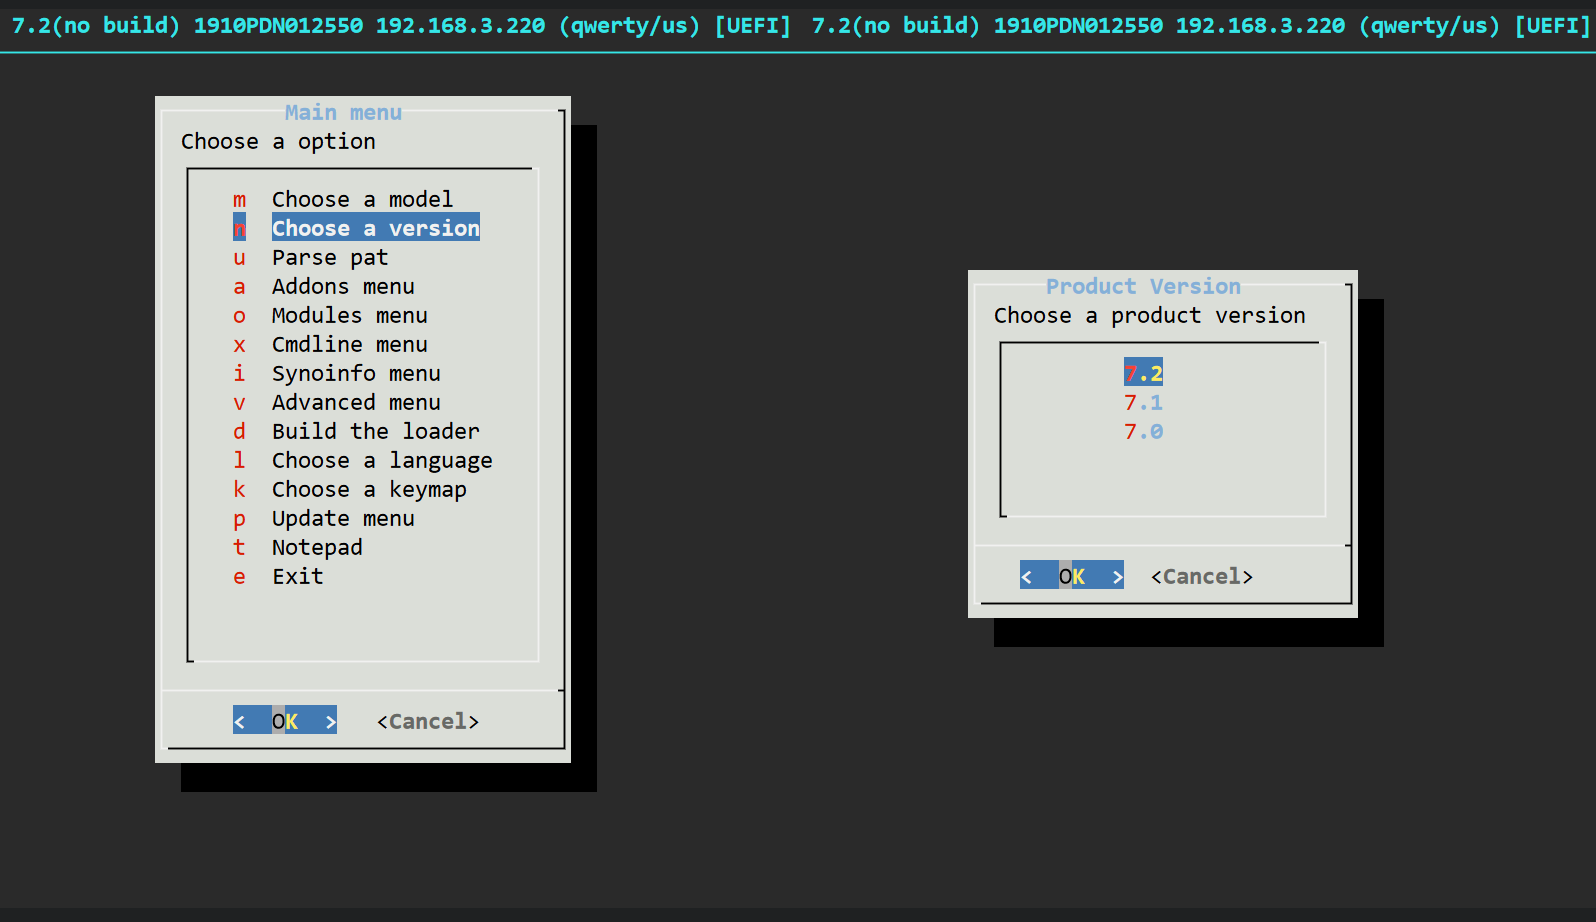 7.2(no build) 1910PDN012550 192.168.3.220 (qwerty/us) [UEFI] 7.2(no build) 1910PDN012550 192.168.3.220 (qwerty/us) [UEFI]
Main menu
Choose a option
m Choose a model
n Choose a version
u Parse pat
a Addons menu
o Modules menu
x Cmdline menu
i Synoinfo menu
v Advanced menu
d Build the loader
l Choose a language
k Choose a keymap
p Update menu
t Notepad
e Exit
< OK > <Cancel>
Product Version
Choose a product version
7.2
7.1
7.0
< OK > <Cancel>